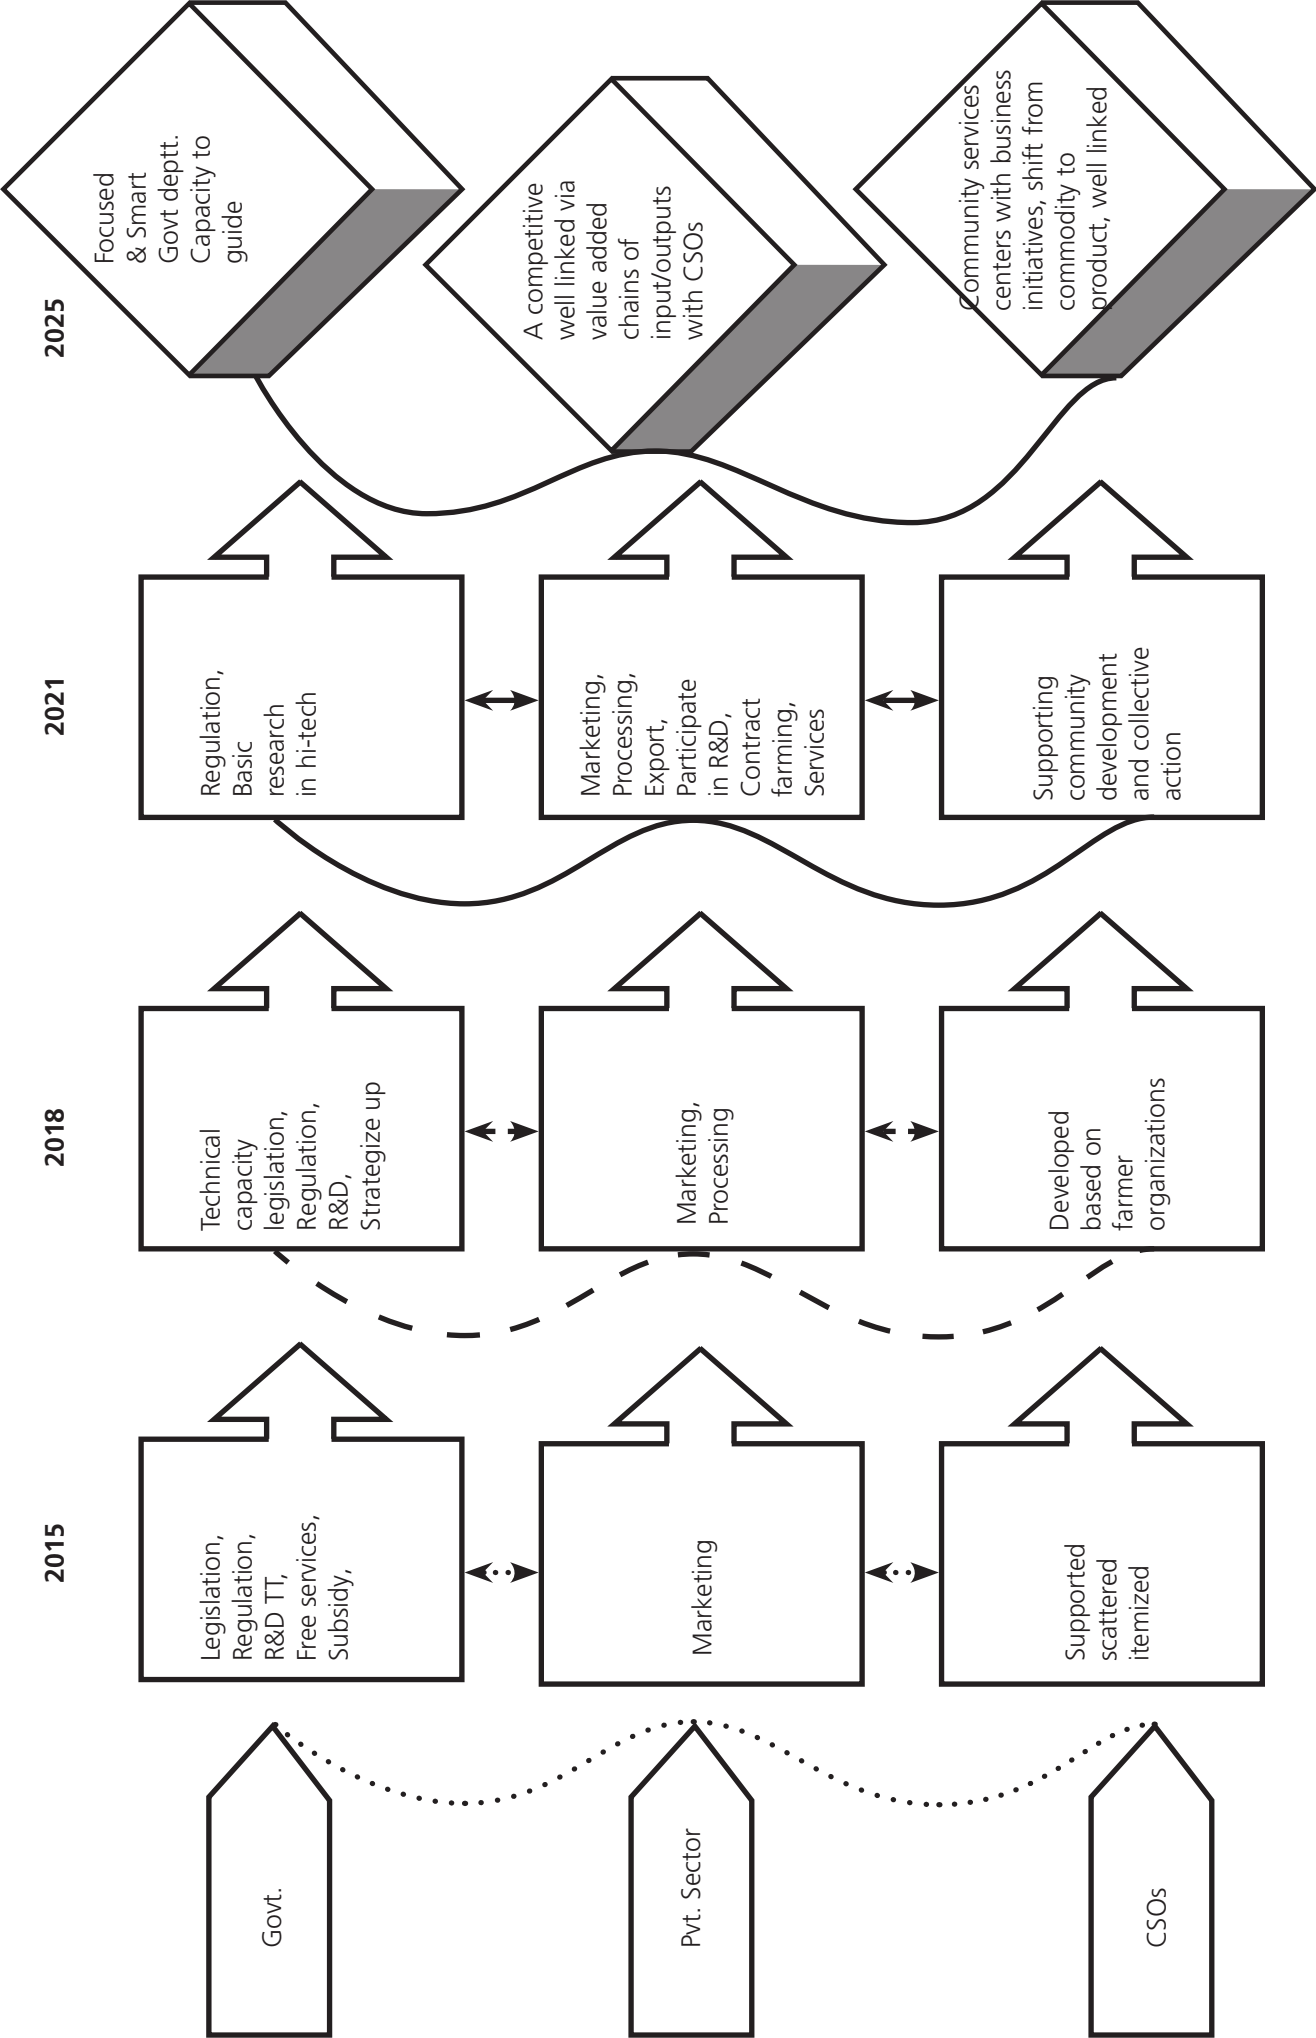 2015
2018
2021
2025
Govt.
Legislation,
Regulation,
R&D TT,
Free services,
Subsidy,
Technical
capacity
legislation,
Regulation,
R&D,
Strategize up
Regulation,
Basic
research
in hi-tech
Focused
& Smart
Govt deptt.
Capacity to
guide
Pvt. Sector
Marketing
Marketing,
Processing
Marketing,
Processing,
Export,
Participate
in R&D,
Contract
farming,
Services
A competitive
well linked via
value added
chains of
input/outputs
with CSOs
CSOs
Supported
scattered
itemized
Developed
based on
farmer
organizations
Supporting
community
development
and collective
action
Community services
centers with business
initiatives, shift from
commodity to
product, well linked